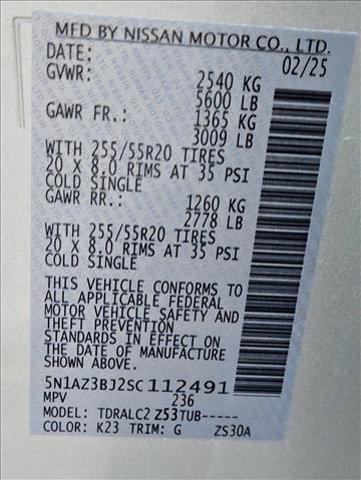 MFD BY NISSAN MOTOR CO., LTD.
DATE: 02/25
GVWR: 2540 KG
5600 LB
GAWR FR.: 1365 KG
3009 LB
WITH 255/55R20 TIRES
20 X 8.0 RIMS AT 35 PSI
COLD SINGLE
GAWR RR.: 1260 KG
2778 LB
WITH 255/55R20 TIRES
20 X 8.0 RIMS AT 35 PSI
COLD SINGLE
THIS VEHICLE CONFORMS TO
ALL APPLICABLE FEDERAL
MOTOR VEHICLE SAFETY AND
THEFT PREVENTION
STANDARDS IN EFFECT ON
THE DATE OF MANUFACTURE
SHOWN ABOVE.
5N1AZ3BJ2SC112491
MPV 236
MODEL: TDRALC2 Z53TUB-----
COLOR: K23 TRIM: G ZS30A